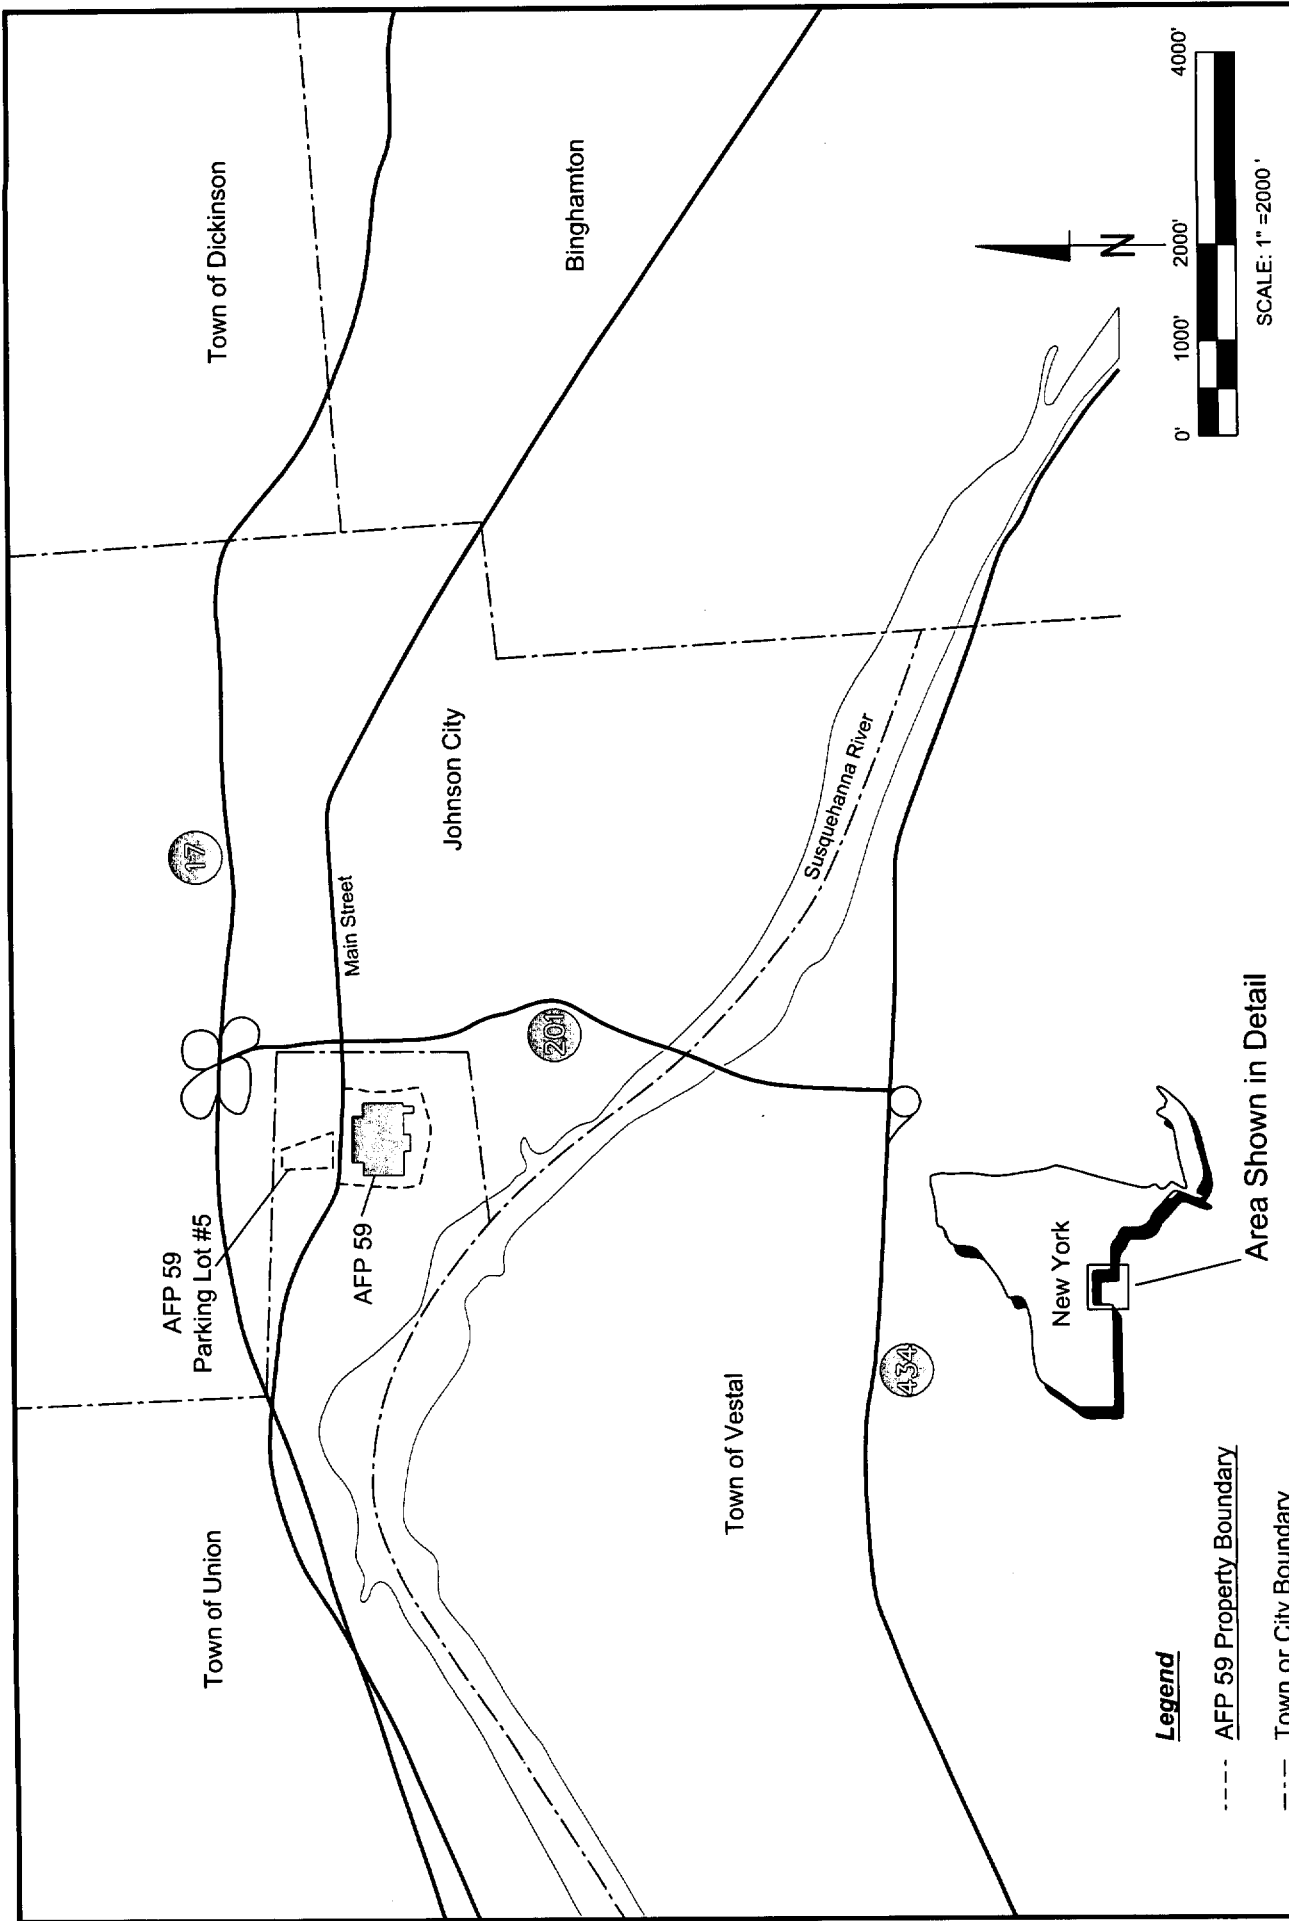 Town of Union
AFP 59
Parking Lot #5
17
Town of Dickinson
AFP 59
Main Street
Johnson City
Binghamton
201
Town of Vestal
Susquehanna River
434
N
New York
Area Shown in Detail
0' 1000' 2000' 4000'
SCALE: 1" =2000 '
Legend
AFP 59 Property Boundary
Town or City Boundary